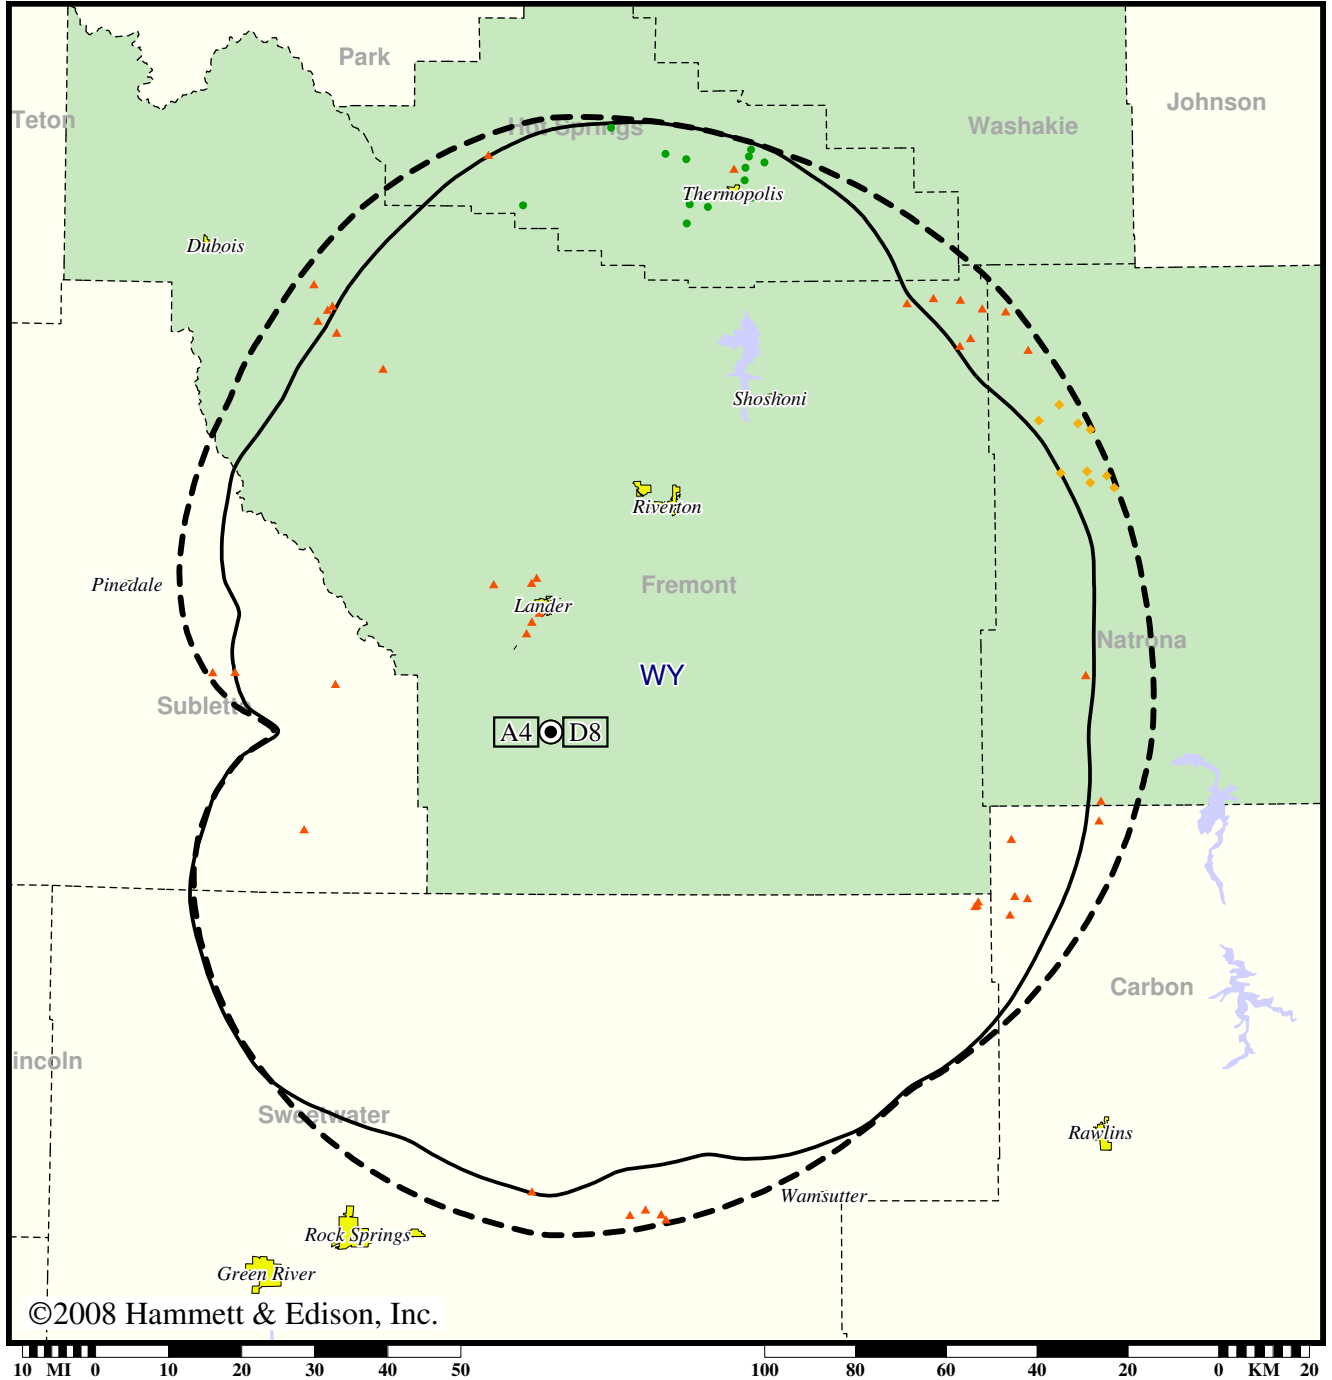 Park
Johnson
Teton
Hot Springs
Washakie
Thermopolis
Dubois
Shoshoni
Riverton
Pinedale
Fremont
Lander
Natrona
WY
Sublette
A4 D8
Carbon
incoln
Sweetwater
Rawlins
Wamsutter
Rock Springs
Green River
©2008 Hammett & Edison, Inc.
10 MI 0 10 20 30 40 50 100 80 60 40 20 0 KM 20